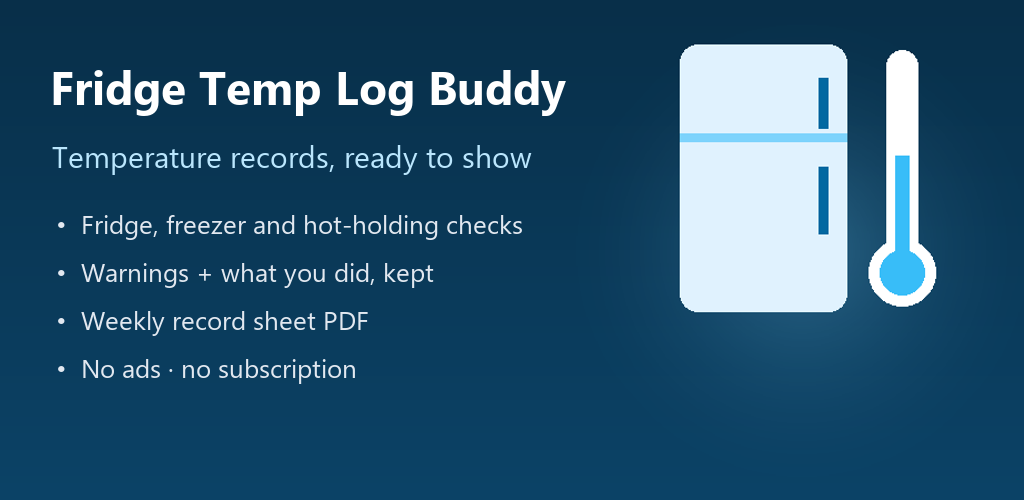 Fridge Temp Log Buddy
Temperature records, ready to show
• Fridge, freezer and hot-holding checks
• Warnings + what you did, kept
• Weekly record sheet PDF
• No ads · no subscription